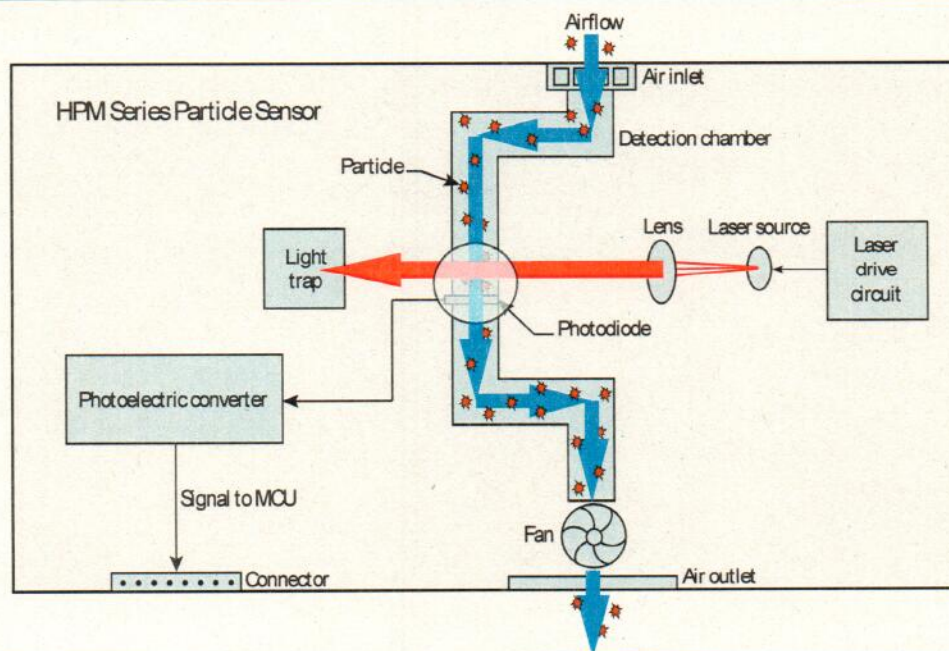 Airflow
Air inlet
HPM Series Particle Sensor
Detection chamber
Particle
Lens
Laser source
Light
trap
Laser
drive
circuit
Photodiode
Photoelectric converter
Signal to MCU
Fan
Connector
Air outlet